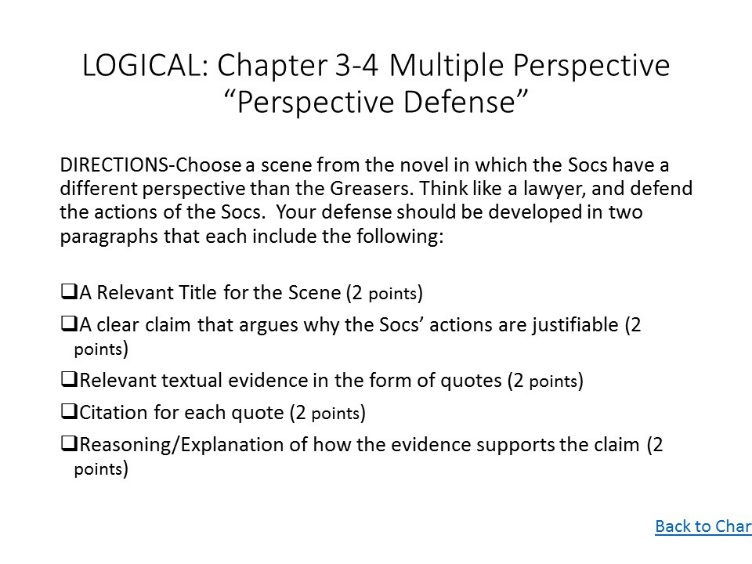 LOGICAL: Chapter 3-4 Multiple Perspective
“Perspective Defense”
DIRECTIONS-Choose a scene from the novel in which the Socs have a
different perspective than the Greasers. Think like a lawyer, and defend
the actions of the Socs.  Your defense should be developed in two
paragraphs that each include the following:
❑A Relevant Title for the Scene (2 points)
❑A clear claim that argues why the Socs’ actions are justifiable (2
points)
❑Relevant textual evidence in the form of quotes (2 points)
❑Citation for each quote (2 points)
❑Reasoning/Explanation of how the evidence supports the claim (2
points)
Back to Char